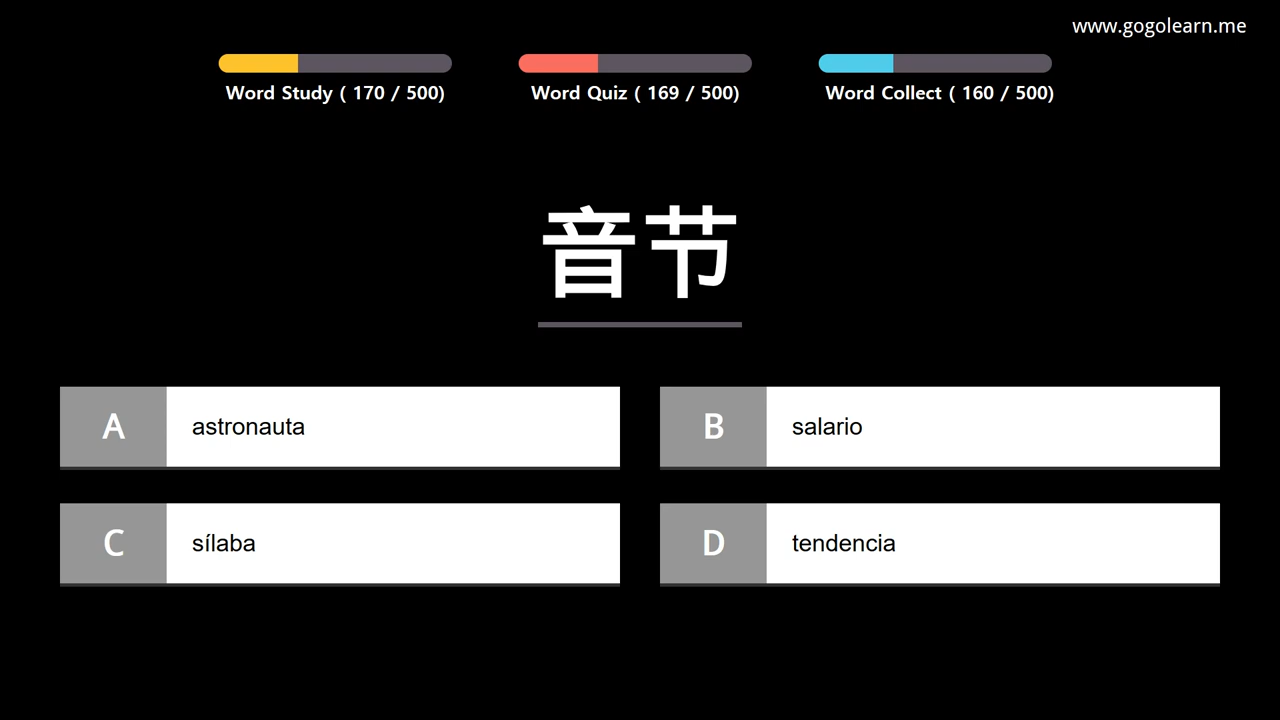 www.gogolearn.me
Word Study ( 170 / 500)
Word Quiz ( 169 / 500)
Word Collect ( 160 / 500)
音节
A astronauta
B salario
C sílaba
D tendencia